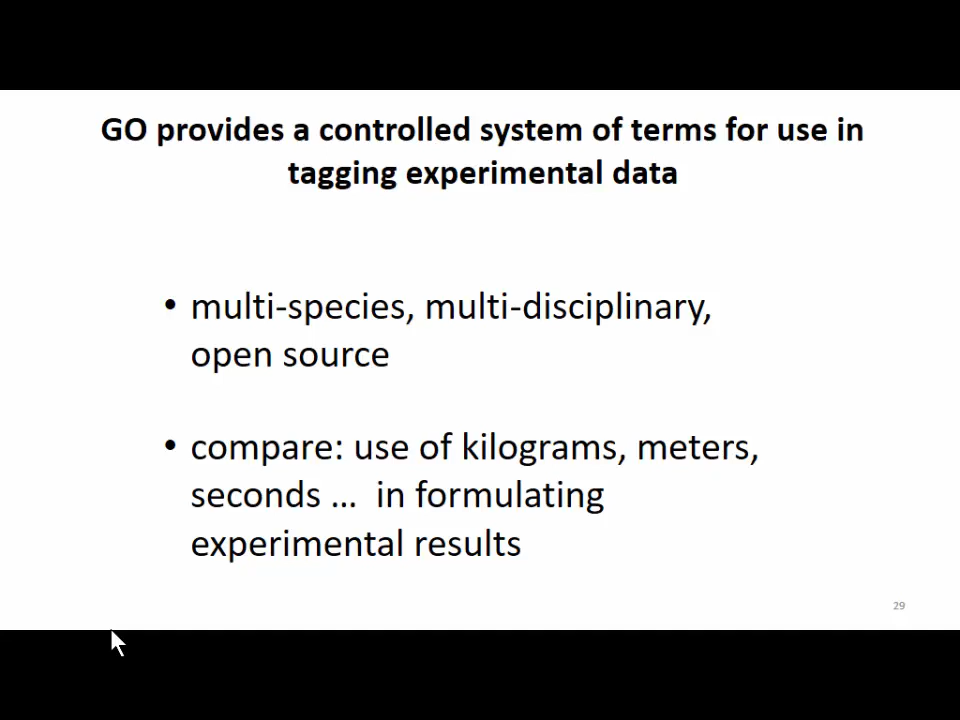 GO provides a controlled system of terms for use in
tagging experimental data
• multi-species, multi-disciplinary,
open source
• compare: use of kilograms, meters,
seconds … in formulating
experimental results
29